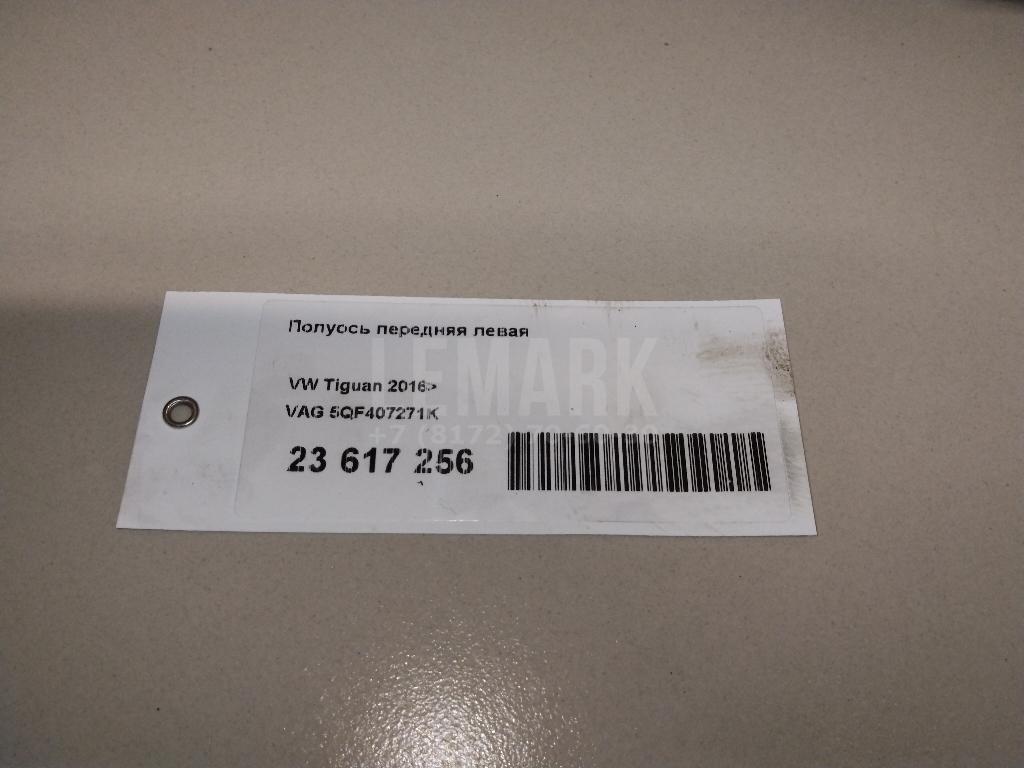 Полуось передняя левая
LEMARK
VW Tiguan 2016>
VAG 5QF407271K
23 617 256